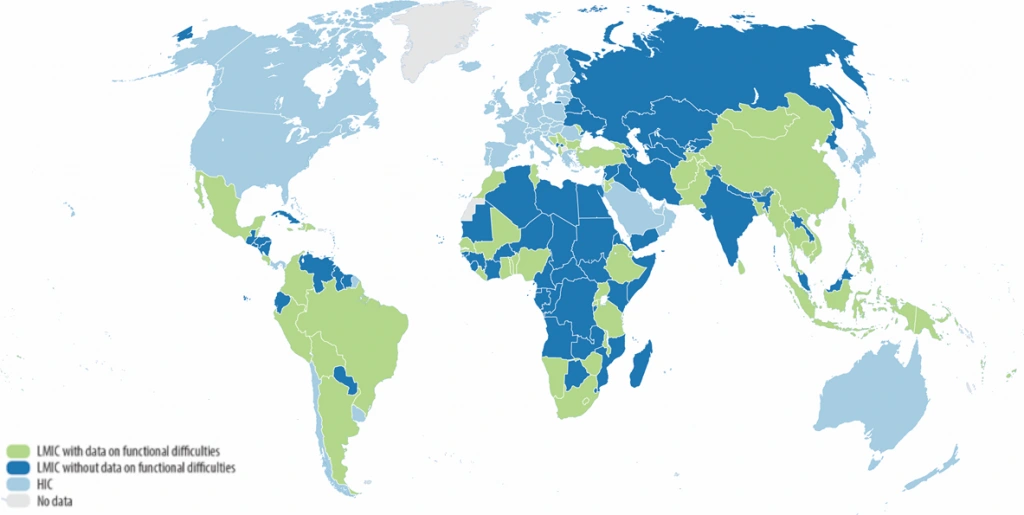 LMIC with data on functional difficulties
LMIC without data on functional difficulties
HIC
No data